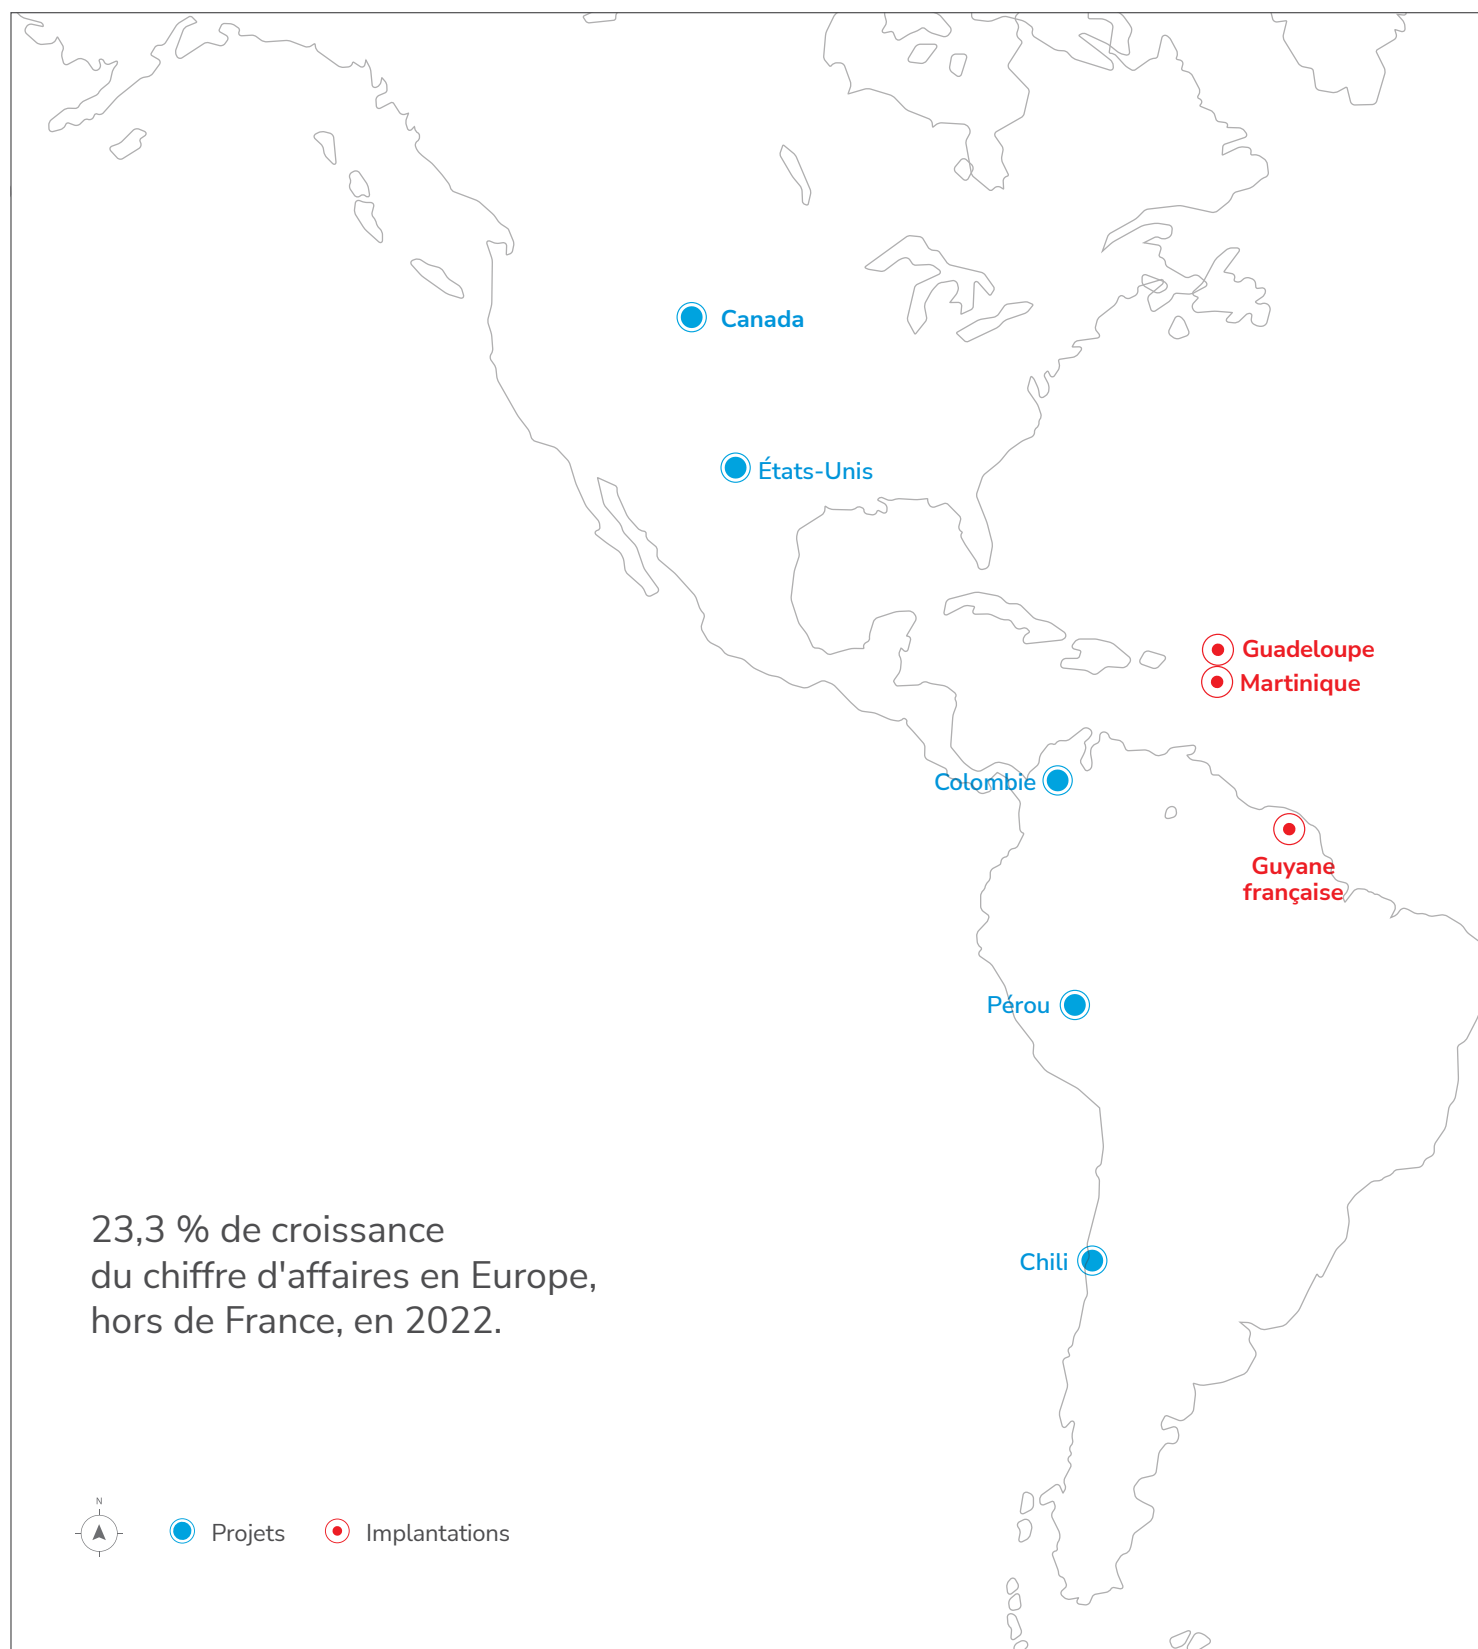 Canada
États-Unis
Guadeloupe
Martinique
Colombie
Guyane
française
Pérou
Chili
23,3 % de croissance
du chiffre d'affaires en Europe,
hors de France, en 2022.
N
Projets
Implantations